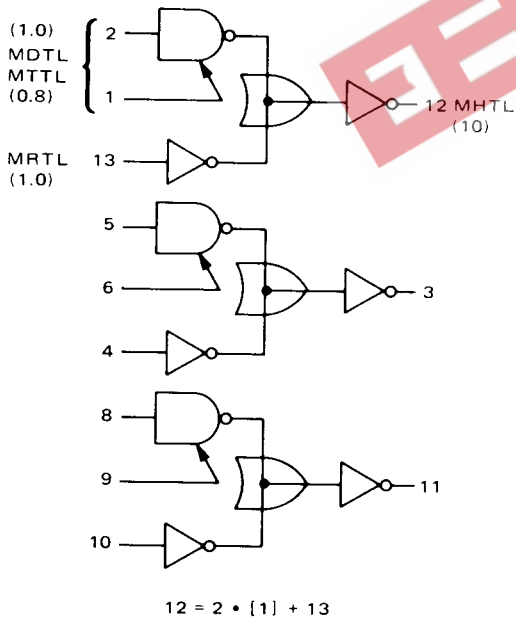 (1.0)
MDTL
MTTL
(0.8)
2
1
MRTL 13
(1.0)
12 MHTL
(10)
5
6
4
3
8
9
10
11
12 = 2 • [1] + 13